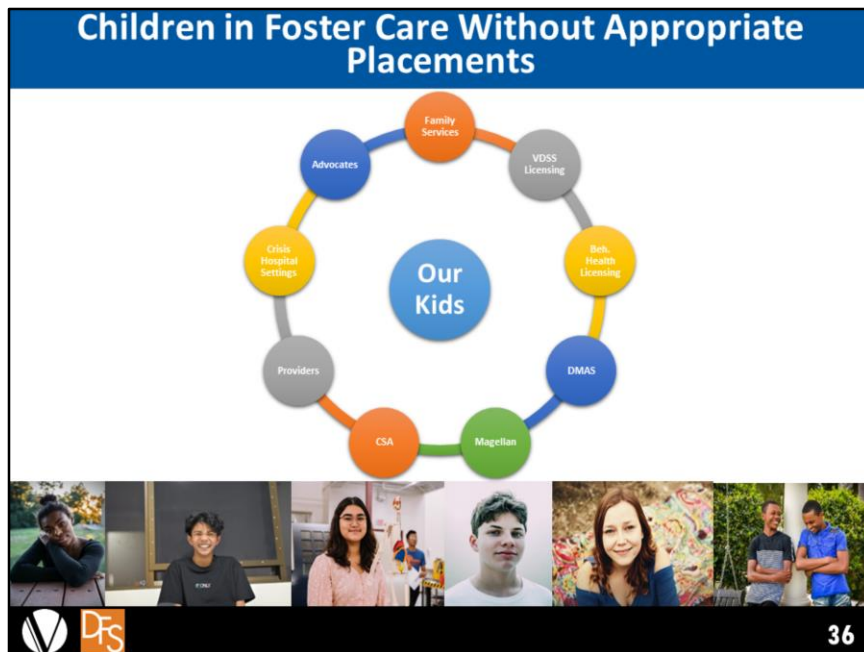 Children in Foster Care Without Appropriate
Placements
Family
Services
VDSS
Licensing
Beh.
Health
Licensing
DMAS
Magellan
CSA
Providers
Crisis
Hospital
Settings
Advocates
Our
Kids
DFS
36